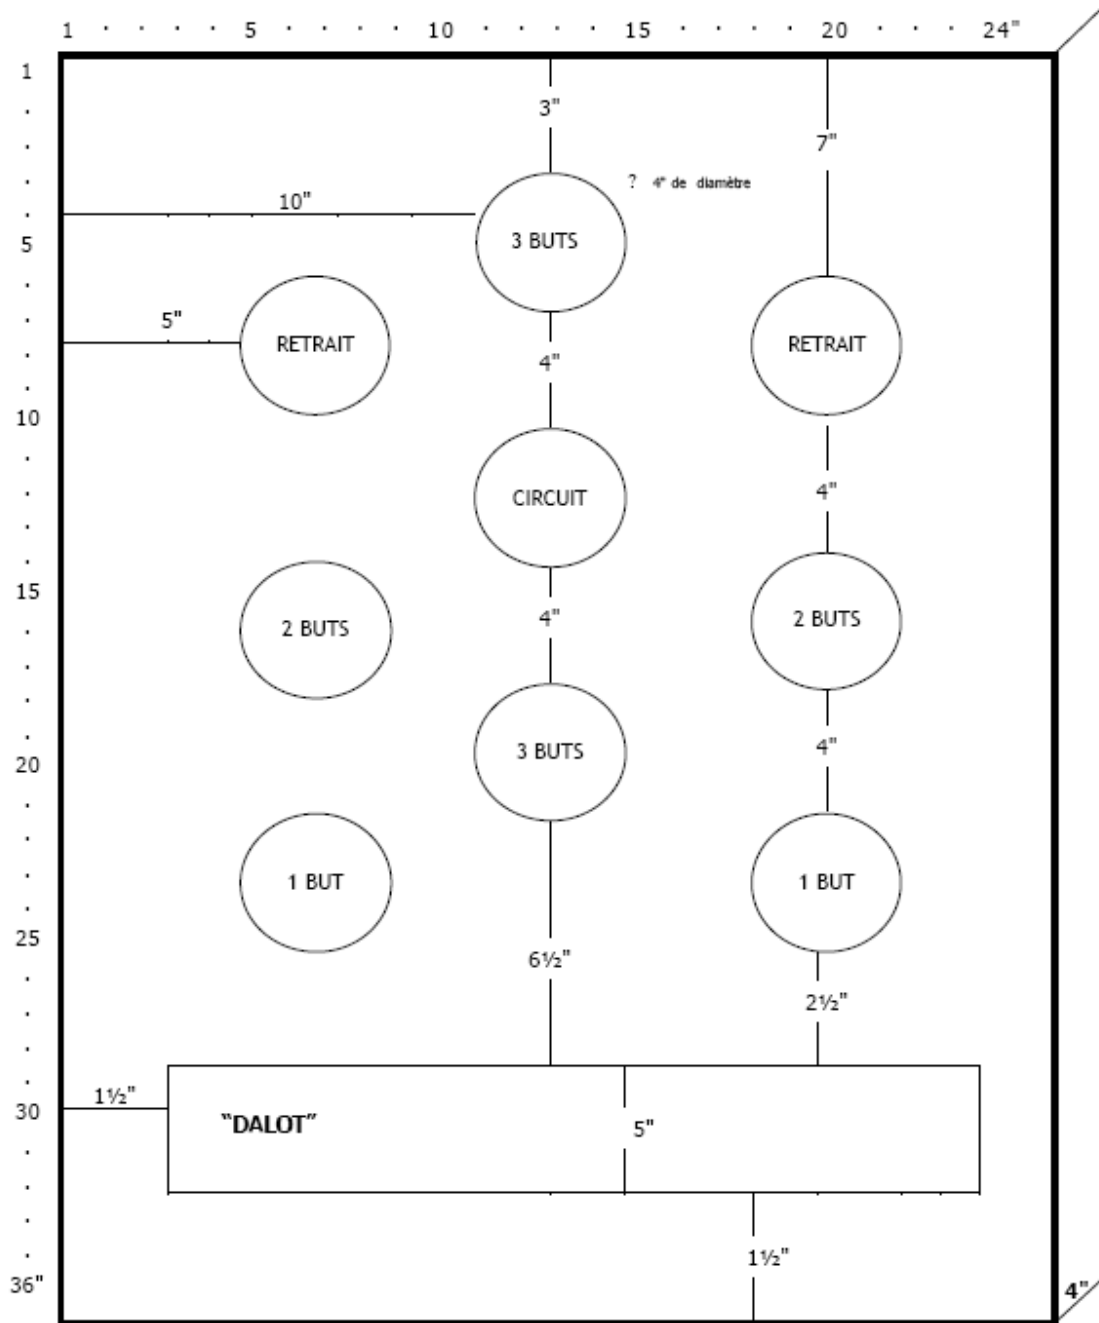 1 . . . 5 . . . 10 . . . 15 . . . 20 . . . 24"
1
3"
7"
? 4" de diamètre
10"
5
3 BUTS
5"
RETRAIT
RETRAIT
4"
10
4"
CIRCUIT
15
4"
2 BUTS
2 BUTS
4"
3 BUTS
20
1 BUT
1 BUT
25
6½"
2½"
1½"
30
"DALOT"
5"
1½"
36"
4"